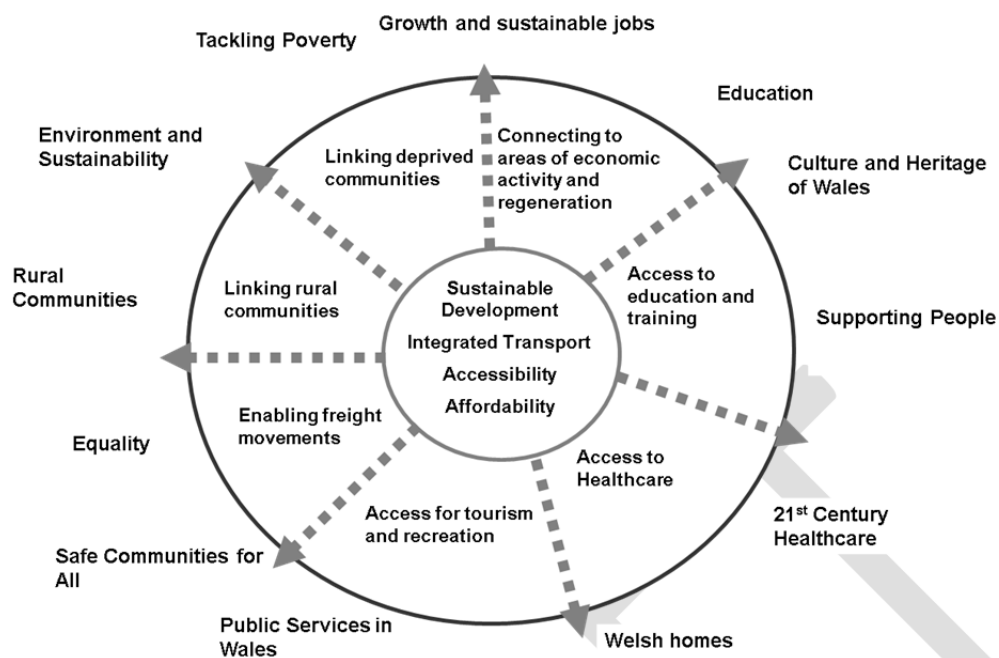 Growth and sustainable jobs
Tackling Poverty
Education
Environment and
Sustainability
Culture and Heritage
of Wales
Rural
Communities
Supporting People
Equality
21st Century
Healthcare
Safe Communities for
All
Public Services in
Wales
Welsh homes
Linking deprived
communities
Connecting to
areas of economic
activity and
regeneration
Linking rural
communities
Access to
education and
training
Enabling freight
movements
Access to
Healthcare
Access for tourism
and recreation
Sustainable
Development
Integrated Transport
Accessibility
Affordability